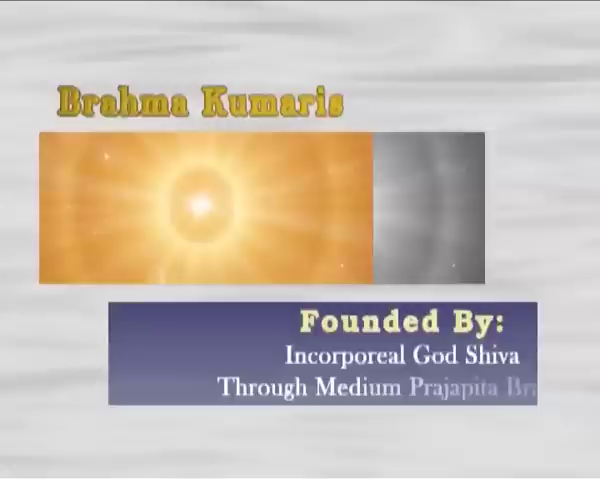 Brahma Kumaris
Founded By:
Incorporeal God Shiva
Through Medium Prajapita